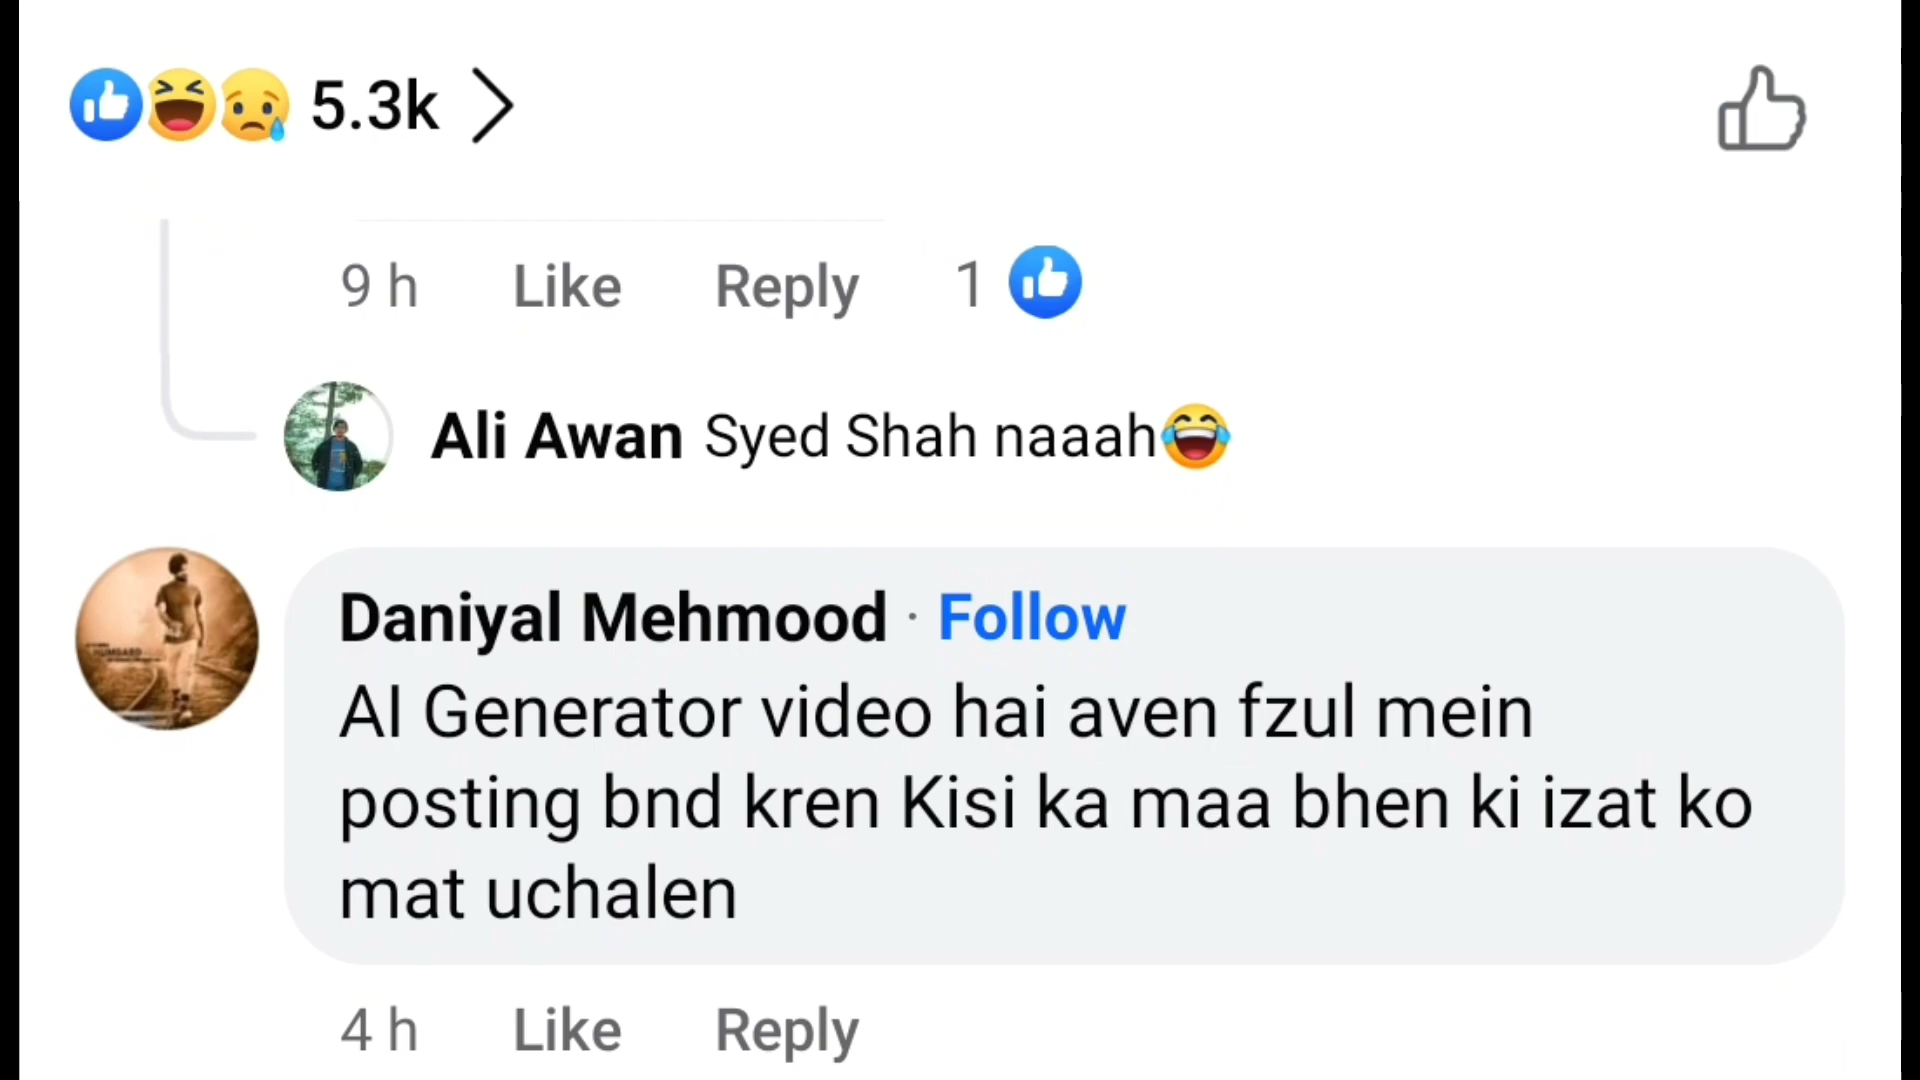 5.3k
9 h Like Reply 1
Ali Awan Syed Shah naaah😂
Daniyal Mehmood · Follow
AI Generator video hai aven fzul mein
posting bnd kren Kisi ka maa bhen ki izat ko
mat uchalen
4 h Like Reply